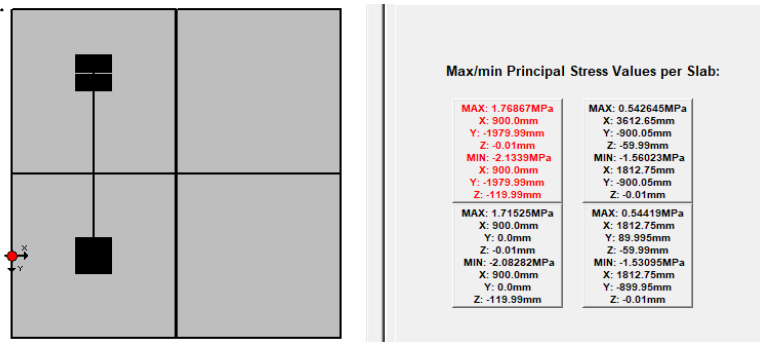 X
Y
Max/min Principal Stress Values per Slab:
MAX: 1.76867MPa
X: 900.0mm
Y: -1979.99mm
Z: -0.01mm
MIN: -2.1339MPa
X: 900.0mm
Y: -1979.99mm
Z: -119.99mm
MAX: 0.542645MPa
X: 3612.65mm
Y: -900.05mm
Z: -59.99mm
MIN: -1.56023MPa
X: 1812.75mm
Y: -900.05mm
Z: -0.01mm
MAX: 1.71525MPa
X: 900.0mm
Y: 0.0mm
Z: -0.01mm
MIN: -2.08282MPa
X: 900.0mm
Y: 0.0mm
Z: -119.99mm
MAX: 0.54419MPa
X: 1812.75mm
Y: 89.995mm
Z: -59.99mm
MIN: -1.53095MPa
X: 1812.75mm
Y: -899.95mm
Z: -0.01mm